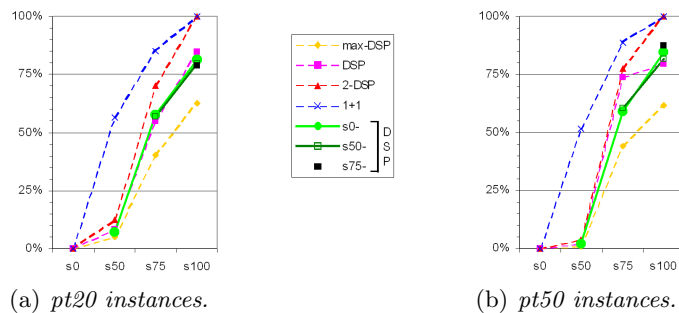 100%
75%
50%
25%
0%
s0 s50 s75 s100
(a) pt20 instances.
max-DSP
DSP
2-DSP
1+1
s0-
s50-
s75-
D
S
P
100%
75%
50%
25%
0%
s0 s50 s75 s100
(b) pt50 instances.